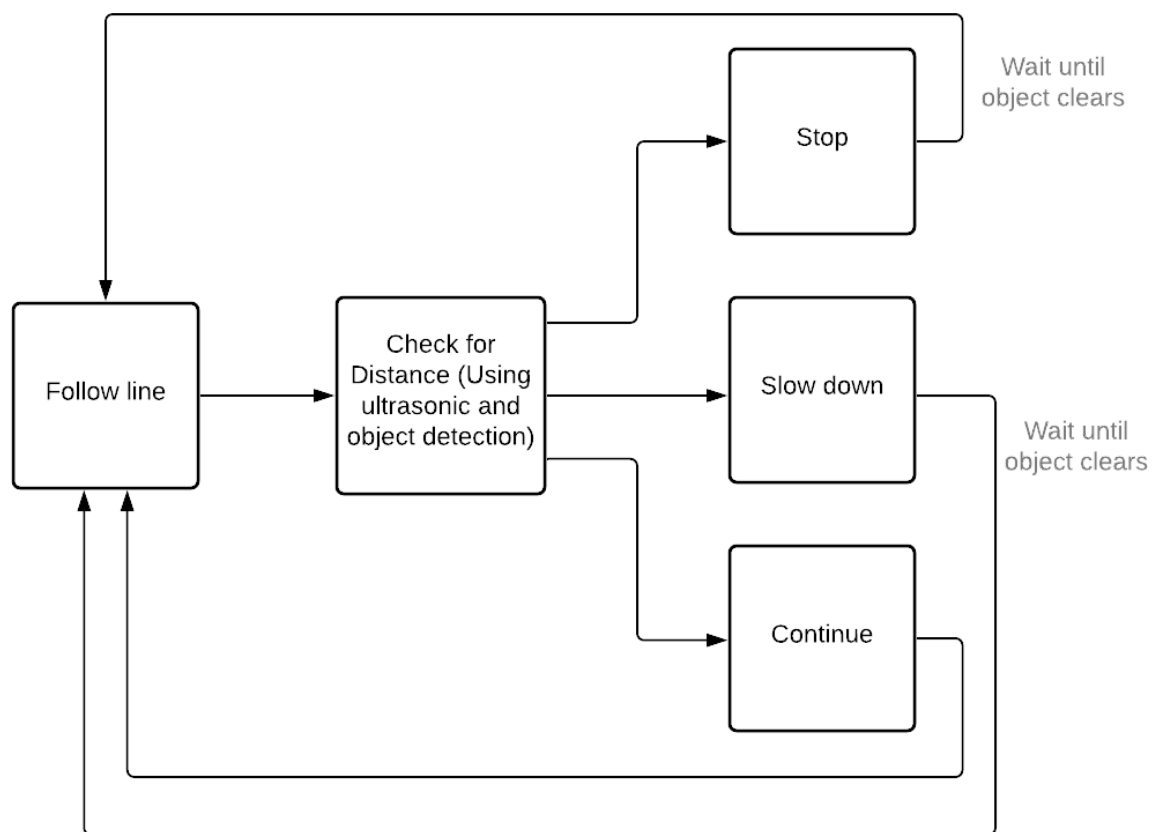 Wait until
object clears
Stop
Follow line
Check for
Distance (Using
ultrasonic and
object detection)
Slow down
Wait until
object clears
Continue